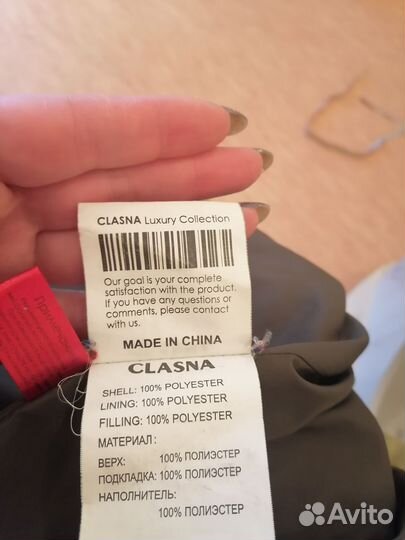 CLASNA Luxury Collection
Our goal is your complete
satisfaction with the product.
If you have any questions or
comments, please contact
with us.
MADE IN CHINA
CLASNA
SHELL: 100% POLYESTER
LINING: 100% POLYESTER
FILLING: 100% POLYESTER
МАТЕРИАЛ:
ВЕРХ: 100% ПОЛИЭСТЕР
ПОДКЛАДКА: 100% ПОЛИЭСТЕР
НАПОЛНИТЕЛЬ:
100% ПОЛИЭСТЕР
Avito